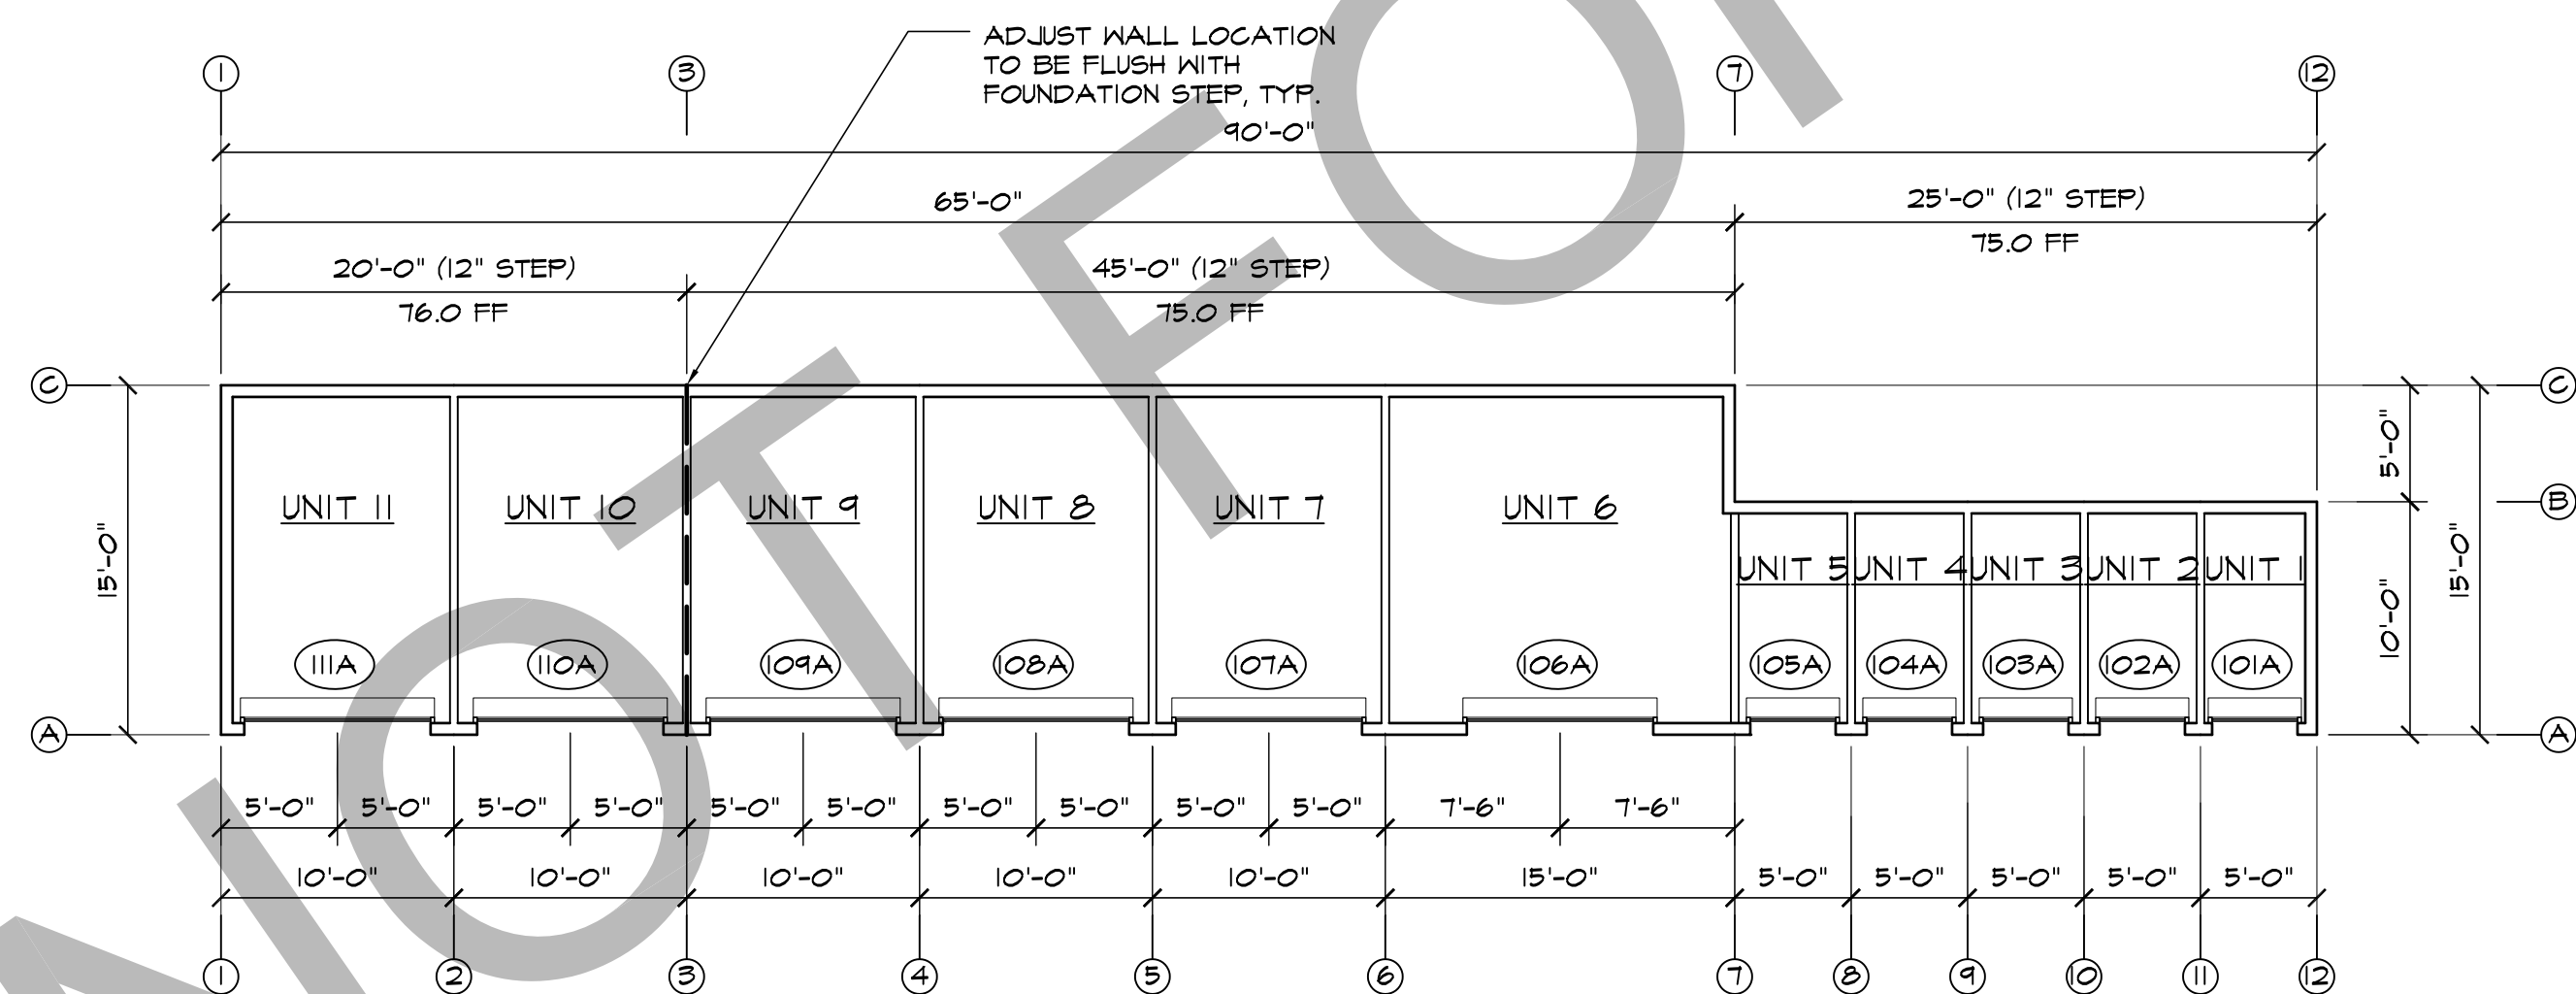 ADJUST WALL LOCATION
TO BE FLUSH WITH
FOUNDATION STEP, TYP.
1 3 7 12
90'-0"
65'-0" 25'-0" (12" STEP)
75.0 FF
20'-0" (12" STEP) 45'-0" (12" STEP)
76.0 FF 75.0 FF
C C
5'-0"
B
15'-0" 10'-0" 15'-0"
UNIT 11 UNIT 10 UNIT 9 UNIT 8 UNIT 7 UNIT 6
UNIT 5 UNIT 4 UNIT 3 UNIT 2 UNIT 1
111A 110A 109A 108A 107A 106A 105A 104A 103A 102A 101A
A A
5'-0" 5'-0" 5'-0" 5'-0" 5'-0" 5'-0" 5'-0" 5'-0" 5'-0" 5'-0" 7'-6" 7'-6"
10'-0" 10'-0" 10'-0" 10'-0" 10'-0" 15'-0" 5'-0" 5'-0" 5'-0" 5'-0" 5'-0"
1 2 3 4 5 6 7 8 9 10 11 12
NOT FO